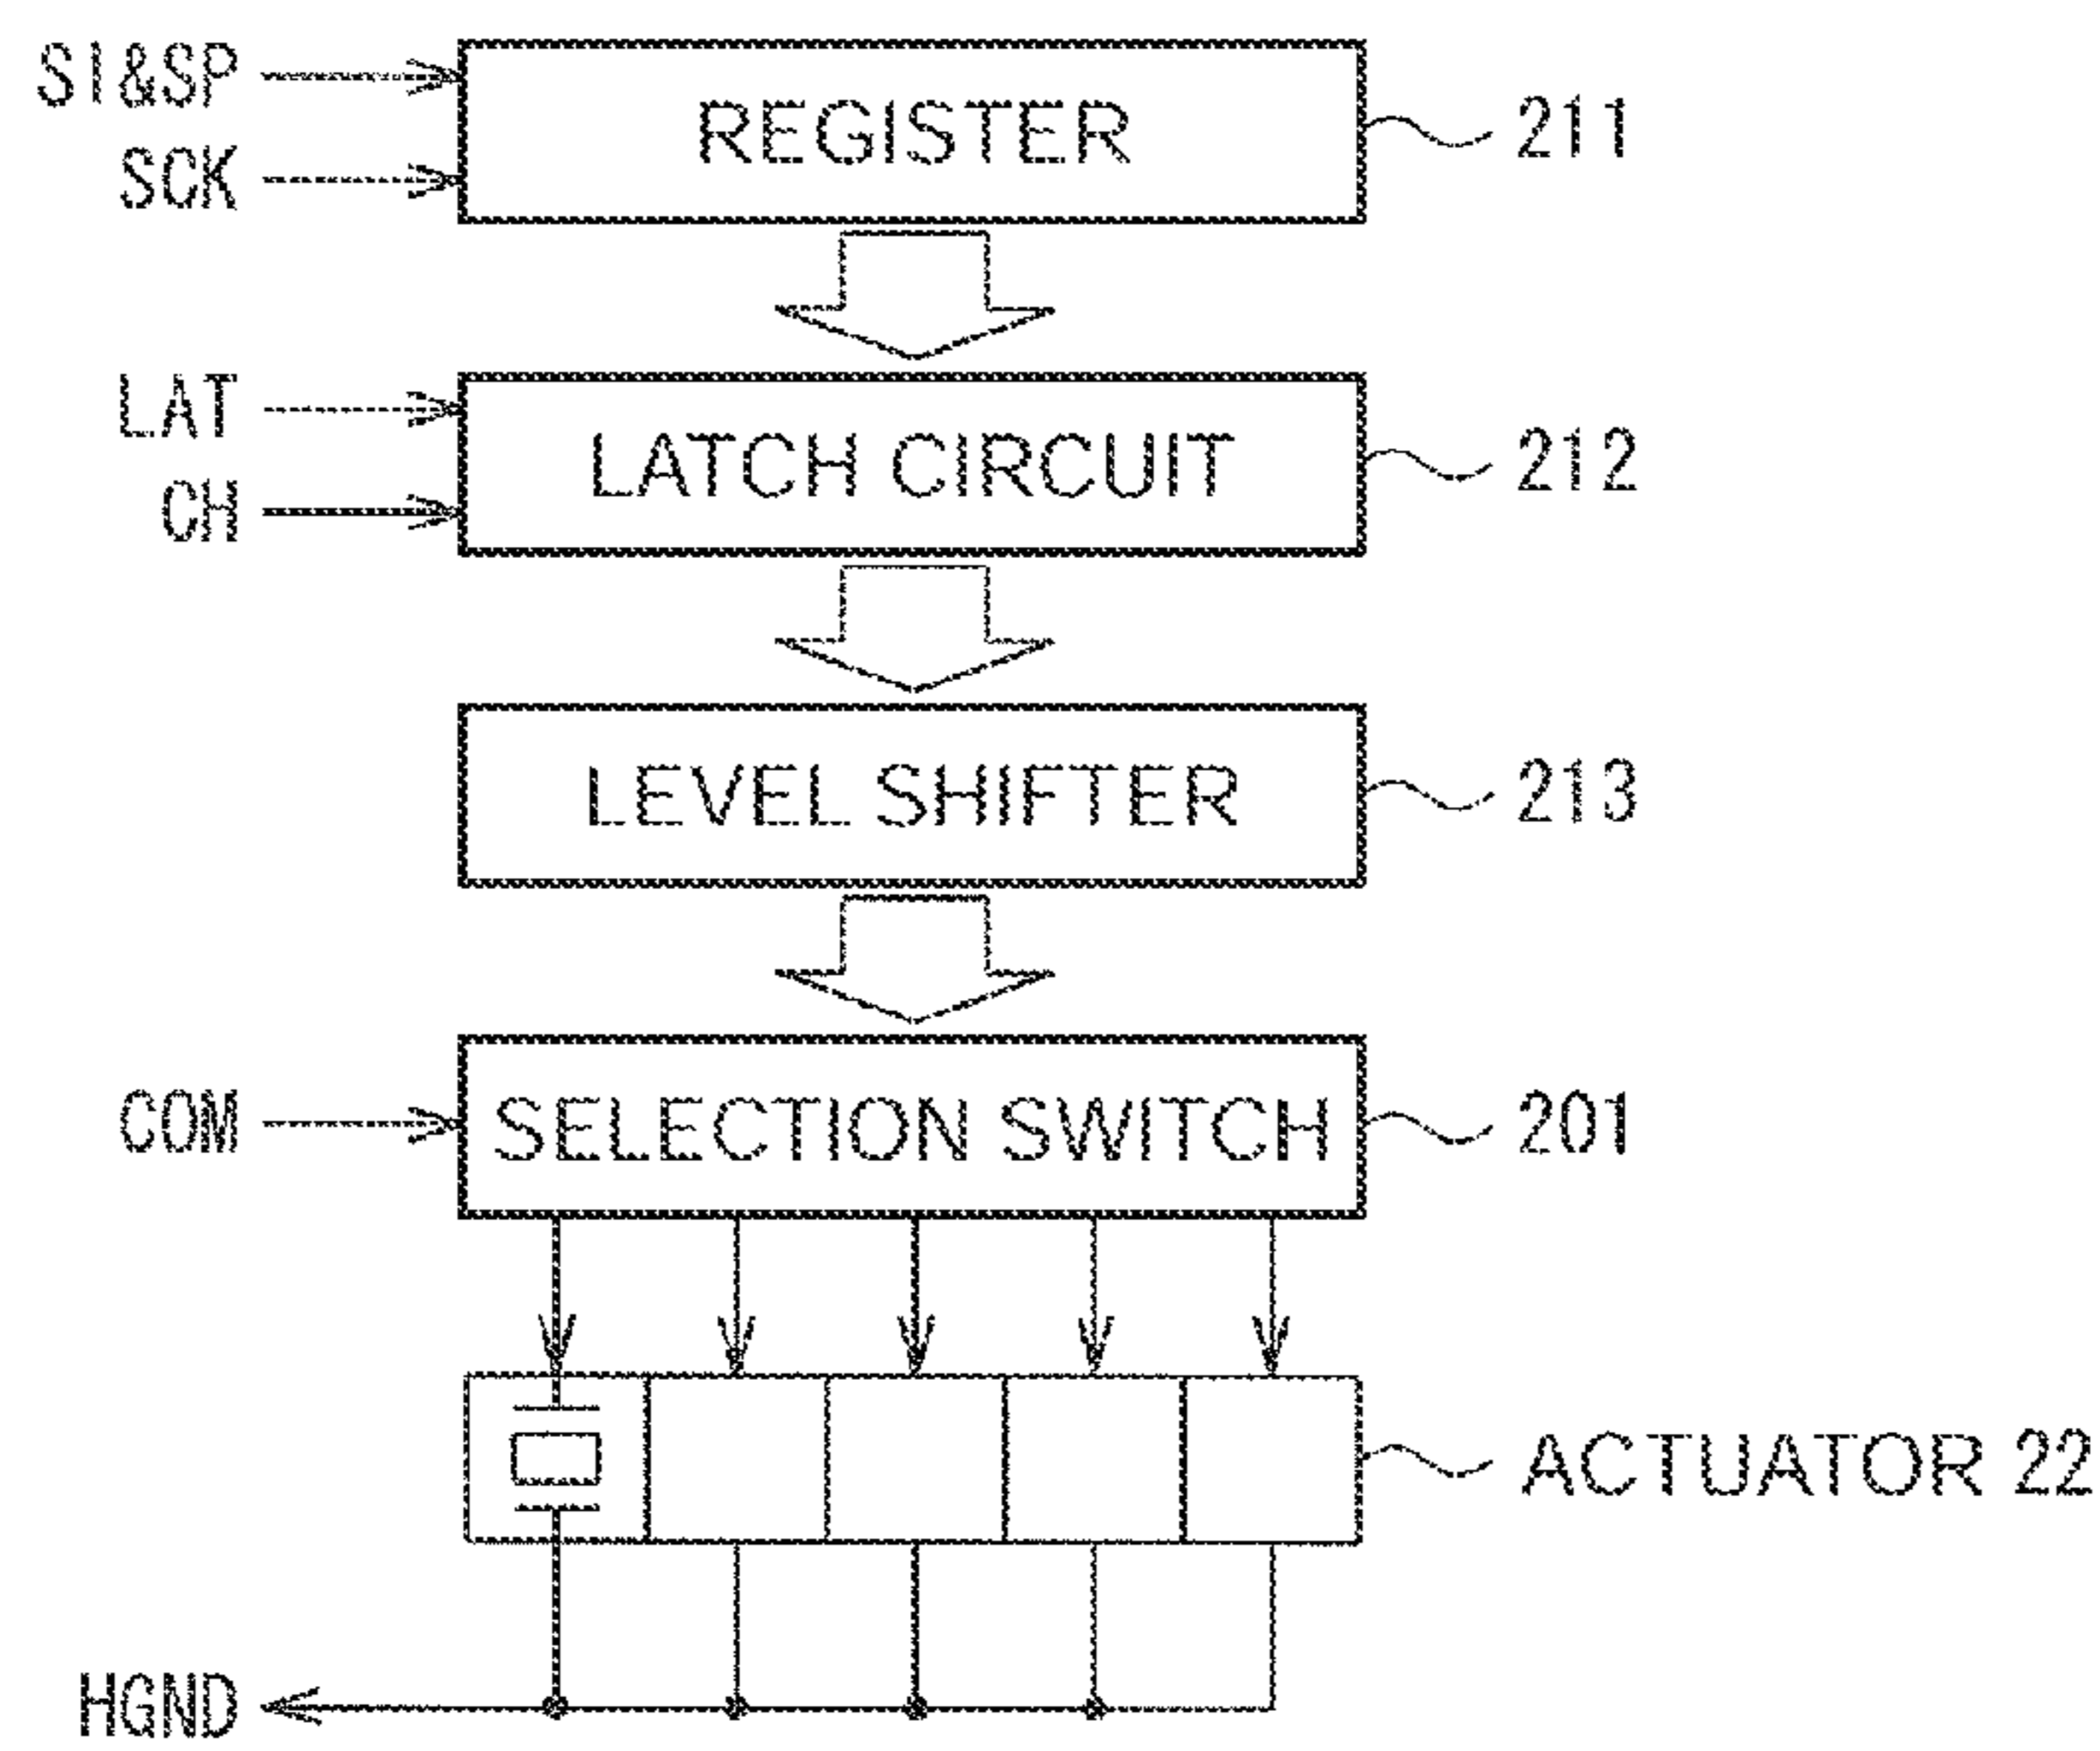 SI&SP
REGISTER
211
SCK
LAT
LATCH CIRCUIT
212
CH
LEVEL SHIFTER
213
COM
SELECTION SWITCH
201
ACTUATOR 22
HGND